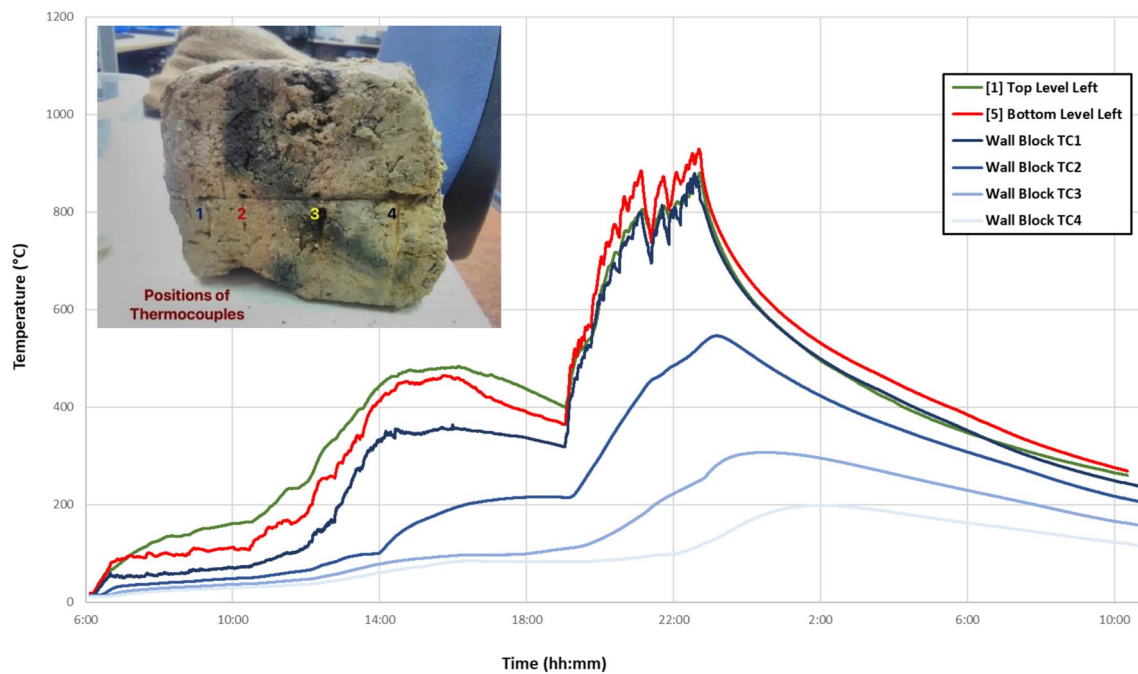 1200
1000
800
600
400
200
0
Temperature (°C)
1 2 3 4
Positions of
Thermocouples
[1] Top Level Left
[5] Bottom Level Left
Wall Block TC1
Wall Block TC2
Wall Block TC3
Wall Block TC4
6:00 10:00 14:00 18:00 22:00 2:00 6:00 10:00
Time (hh:mm)